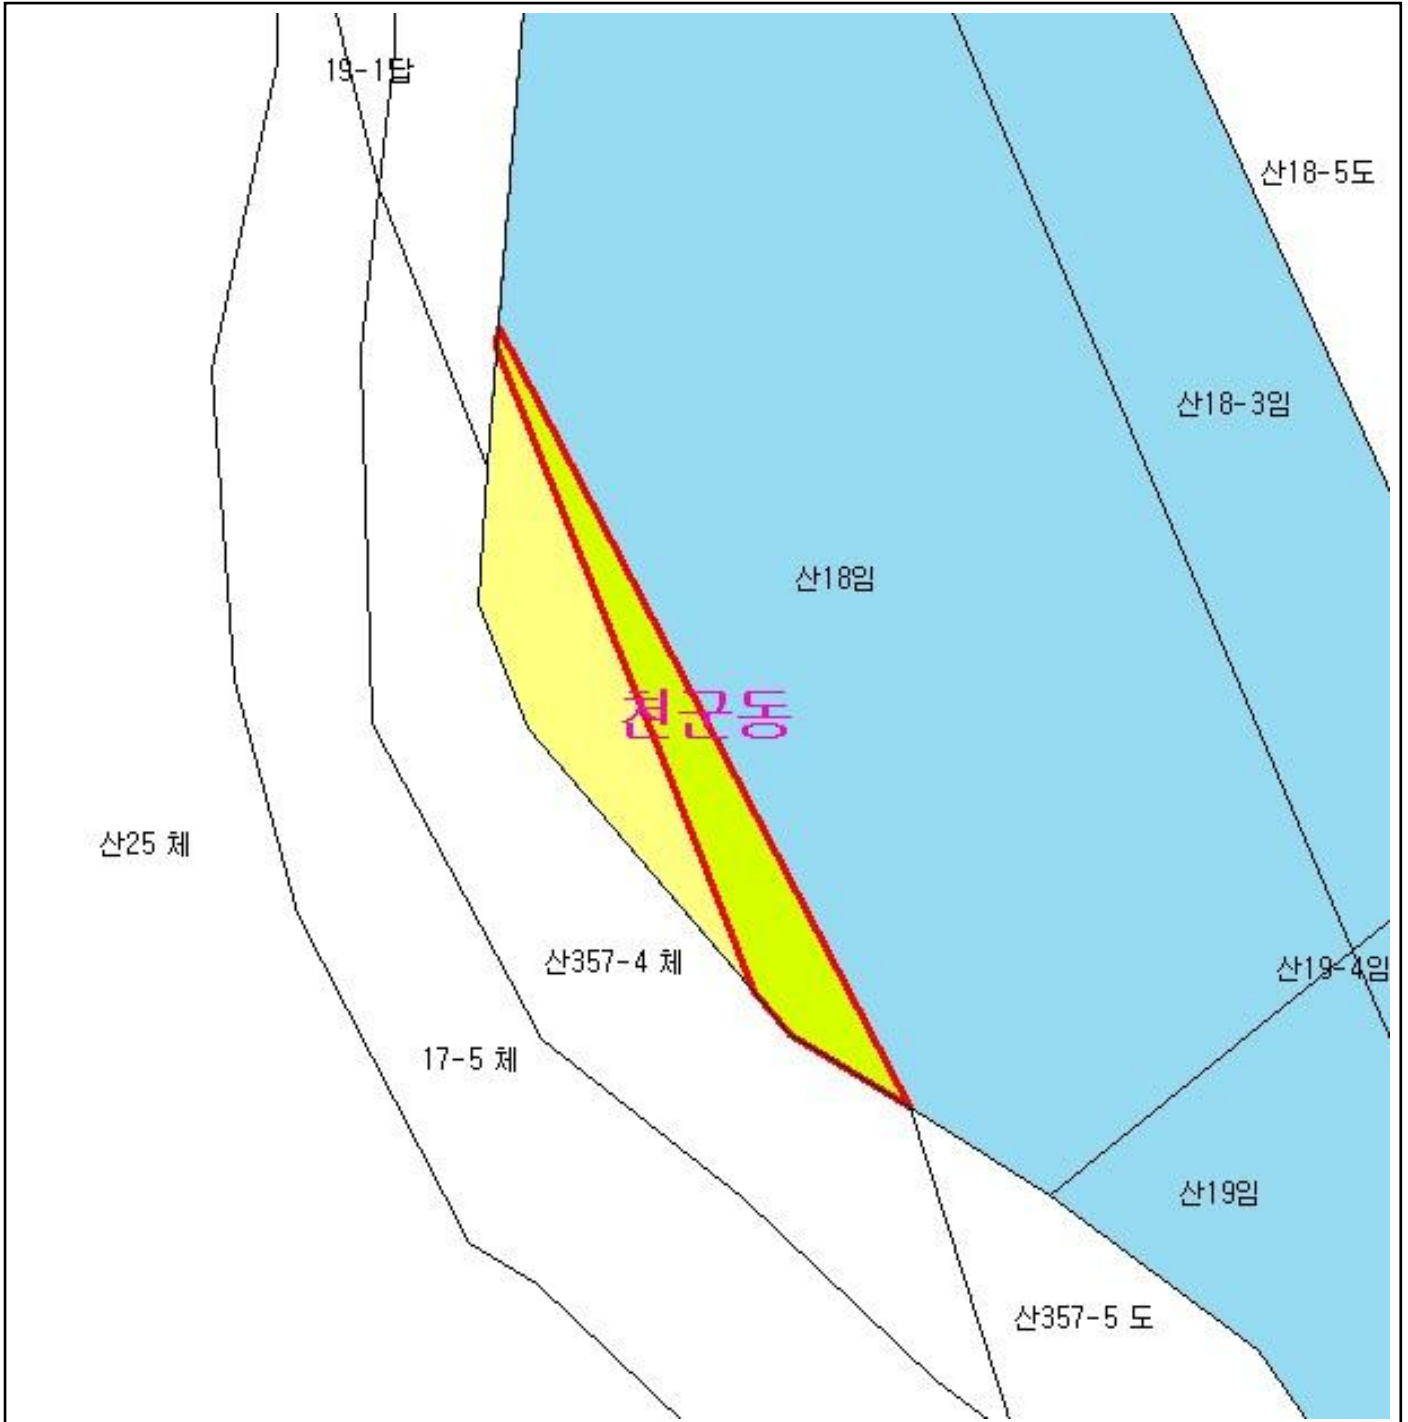 19-1답
산18-5도
산18-3임
산18임
천군동
산25 체
산357-4 체
산19-4임
17-5 체
산19임
산357-5 도